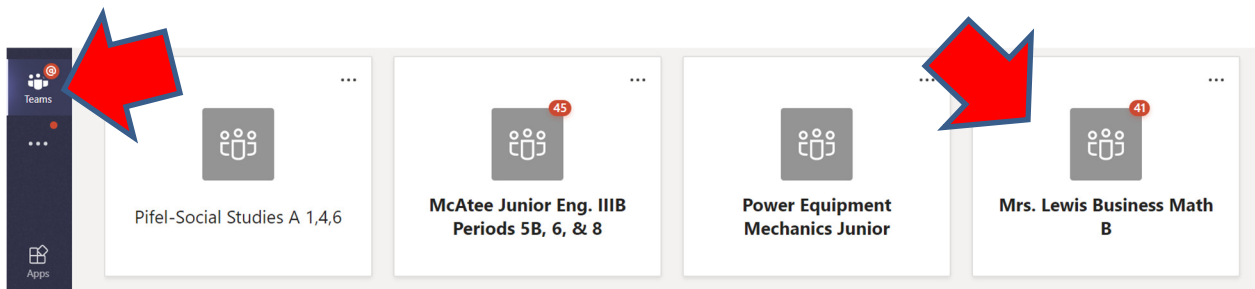 @
Teams
...
Apps
...
Pifel-Social Studies A 1,4,6
...
45
McAtee Junior Eng. IIIB
Periods 5B, 6, & 8
...
Power Equipment
Mechanics Junior
...
41
Mrs. Lewis Business Math
B